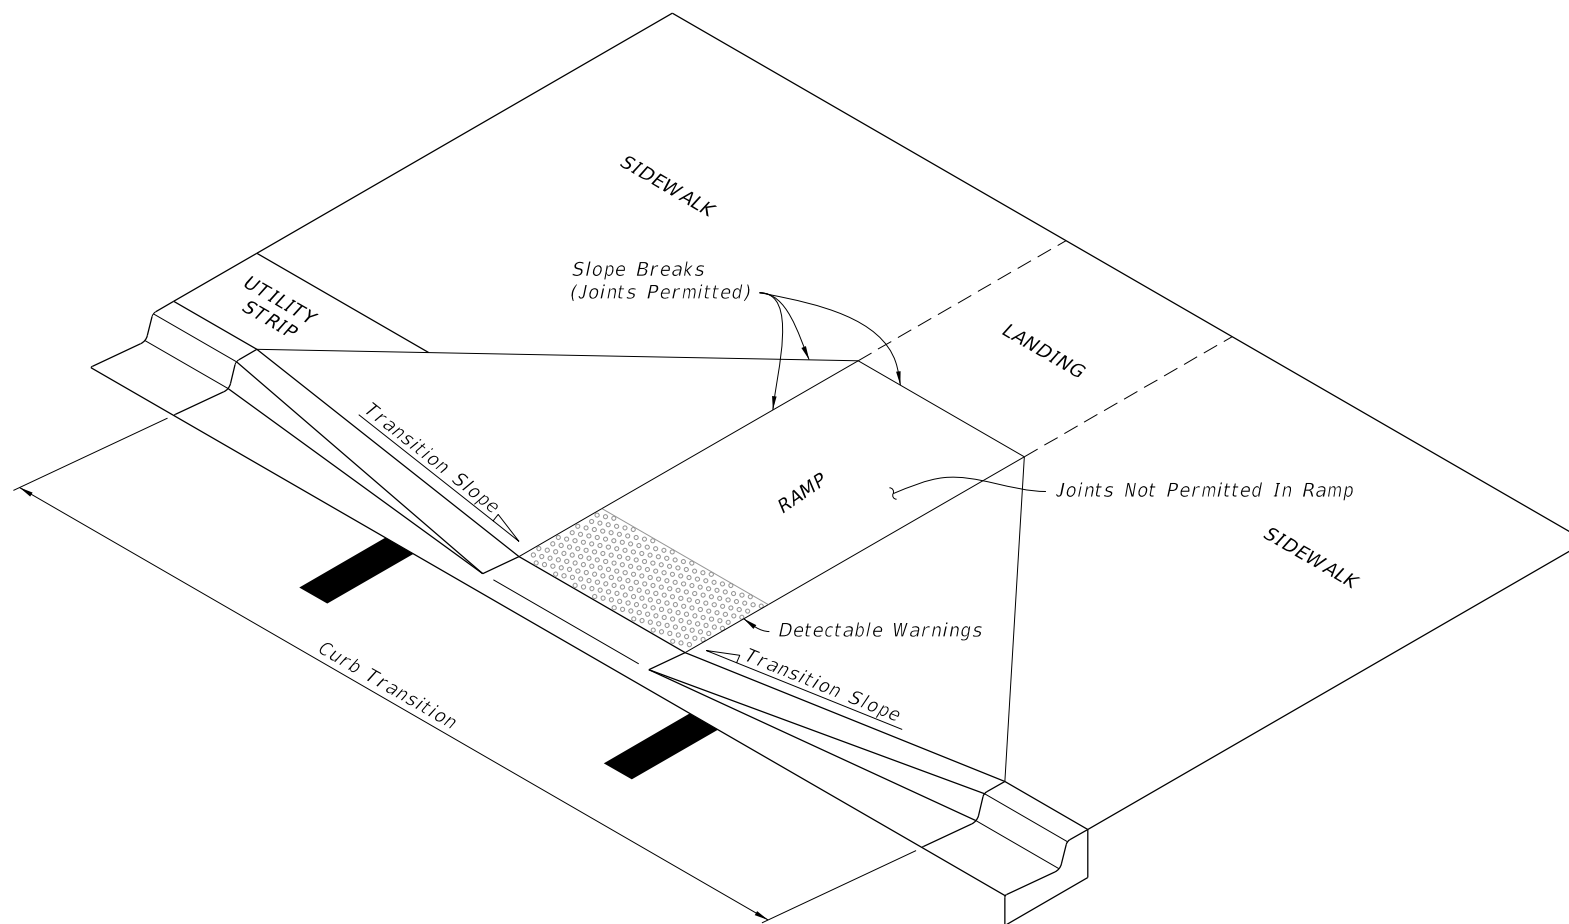 SIDEWALK
Slope Breaks
(Joints Permitted)
UTILITY
STRIP
LANDING
Transition Slope
RAMP
Joints Not Permitted In Ramp
SIDEWALK
Detectable Warnings
Transition Slope
Curb Transition